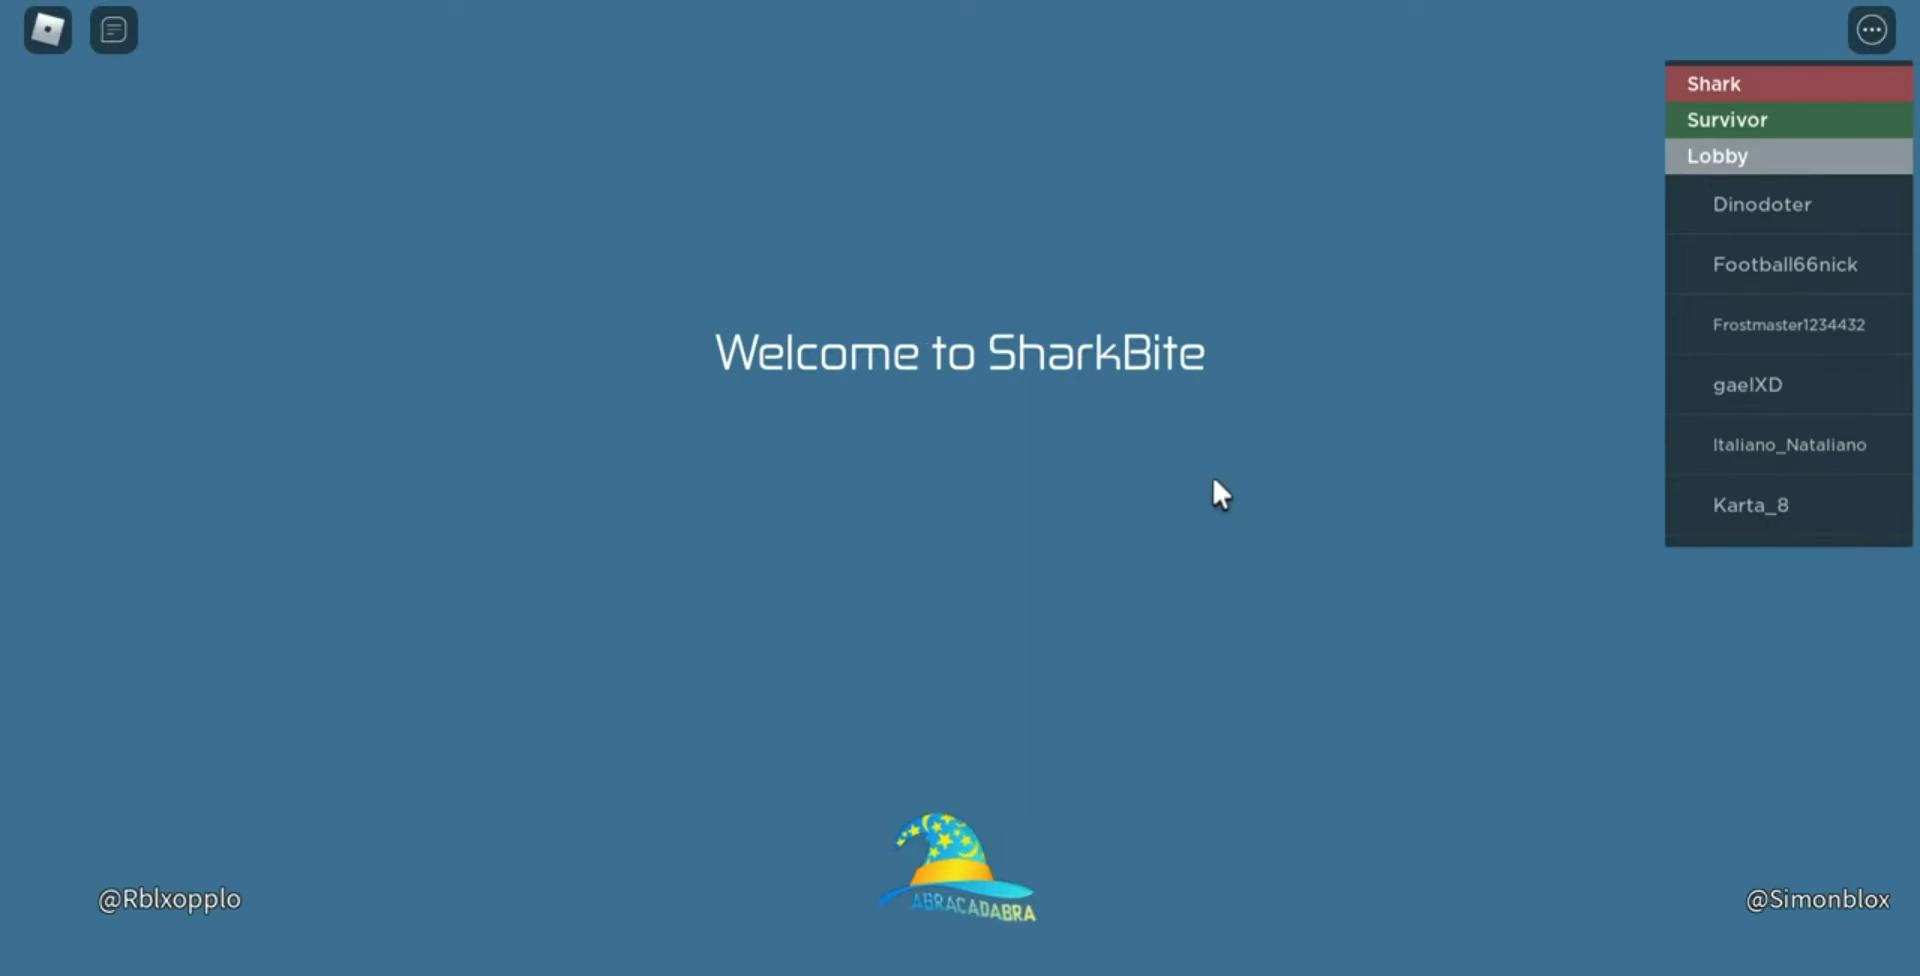 Shark
Survivor
Lobby
Dinodoter
Football66nick
Frostmaster1234432
gaelXD
Italiano_Nataliano
Karta_8
Welcome to SharkBite
ABRACADABRA
@Rblxopplo
@Simonblox